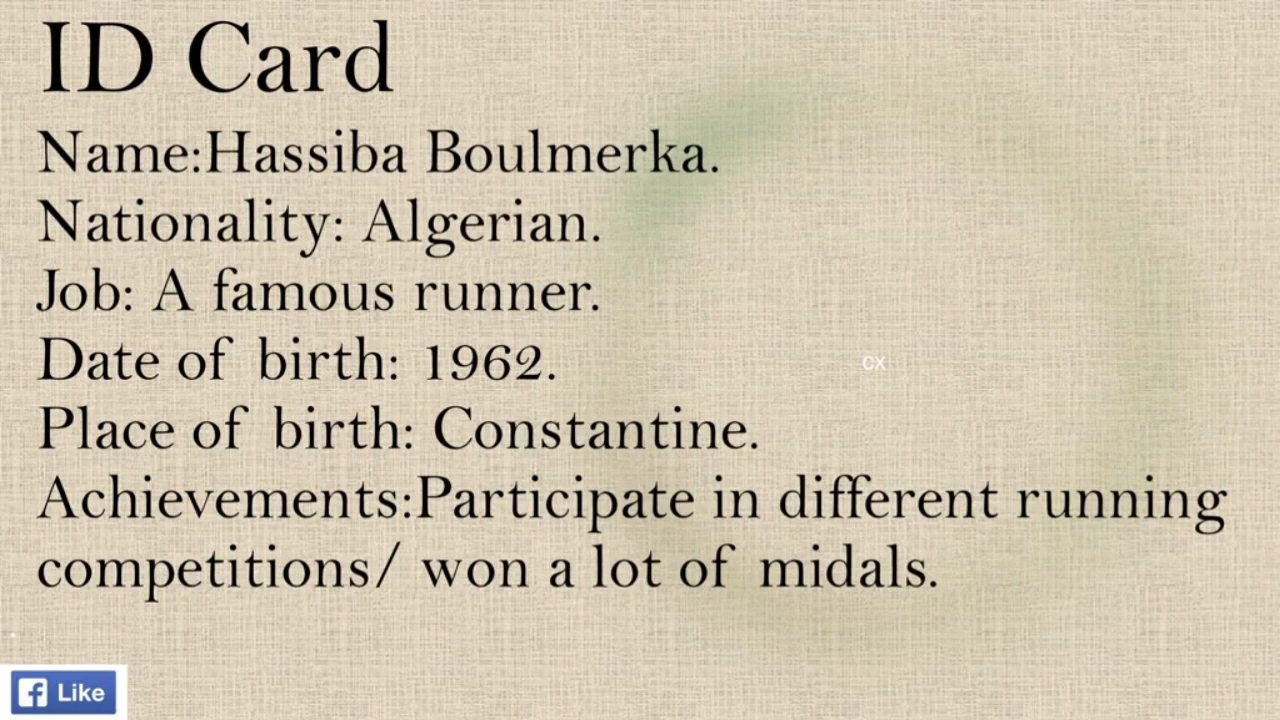 ID Card
Name:Hassiba Boulmerka.
Nationality: Algerian.
Job: A famous runner.
Date of birth: 1962.
Place of birth: Constantine.
Achievements:Participate in different running
competitions/ won a lot of midals.
cx
f Like